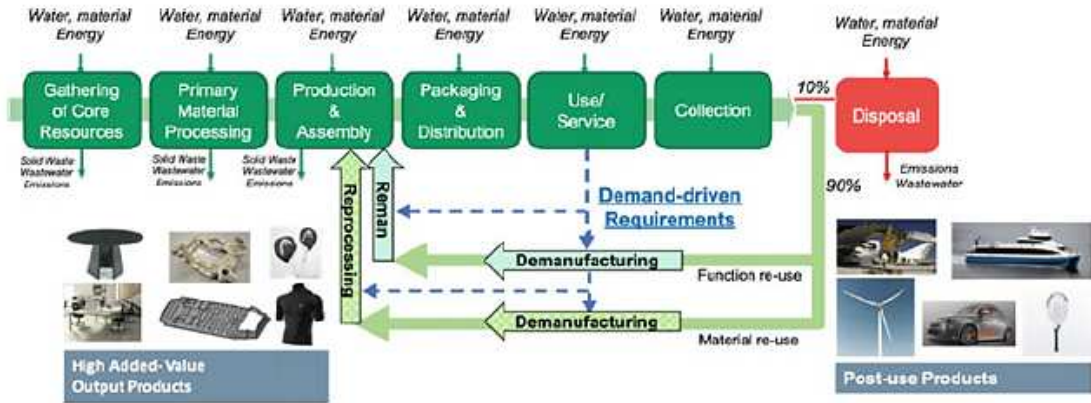 Water, material
Energy
Water, material
Energy
Water, material
Energy
Water, material
Energy
Water, material
Energy
Water, material
Energy
Water, material
Energy
Gathering
of Core
Resources
Primary
Material
Processing
Production
&
Assembly
Packaging
&
Distribution
Use/
Service
Collection
10%
Disposal
Solid Waste
Wastewater
Emissions
Solid Waste
Wastewater
Emissions
Solid Waste
Wastewater
Emissions
90%
Emissions
Wastewater
Reprocessing
Reman
Demand-driven
Requirements
Demanufacturing
Function re-use
Demanufacturing
Material re-use
High Added- Value
Output Products
Post-use Products